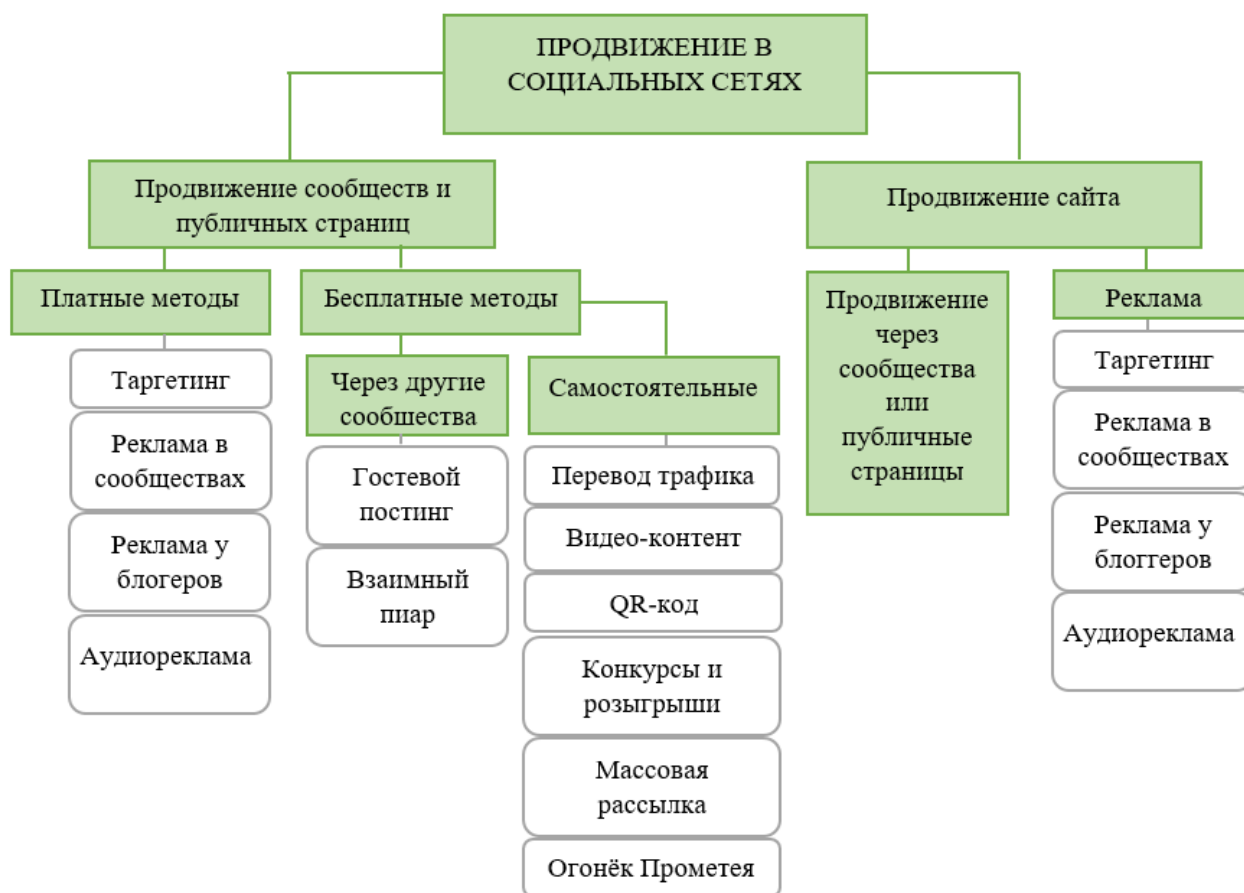 ПРОДВИЖЕНИЕ В
СОЦИАЛЬНЫХ СЕТЯХ
Продвижение сообществ и
публичных страниц
Продвижение сайта
Платные методы
Бесплатные методы
Продвижение
через
сообщества
или
публичные
страницы
Реклама
Таргетинг
Реклама в
сообществах
Реклама у
блогеров
Аудиореклама
Через другие
сообшества
Гостевой
постинг
Взаимный
пиар
Самостоятельные
Перевод трафика
Видео-контент
QR-код
Конкурсы и
розыгрыши
Массовая
рассылка
Огонёк Прометея
Таргетинг
Реклама в
сообществах
Реклама у
блоггеров
Аудиореклама